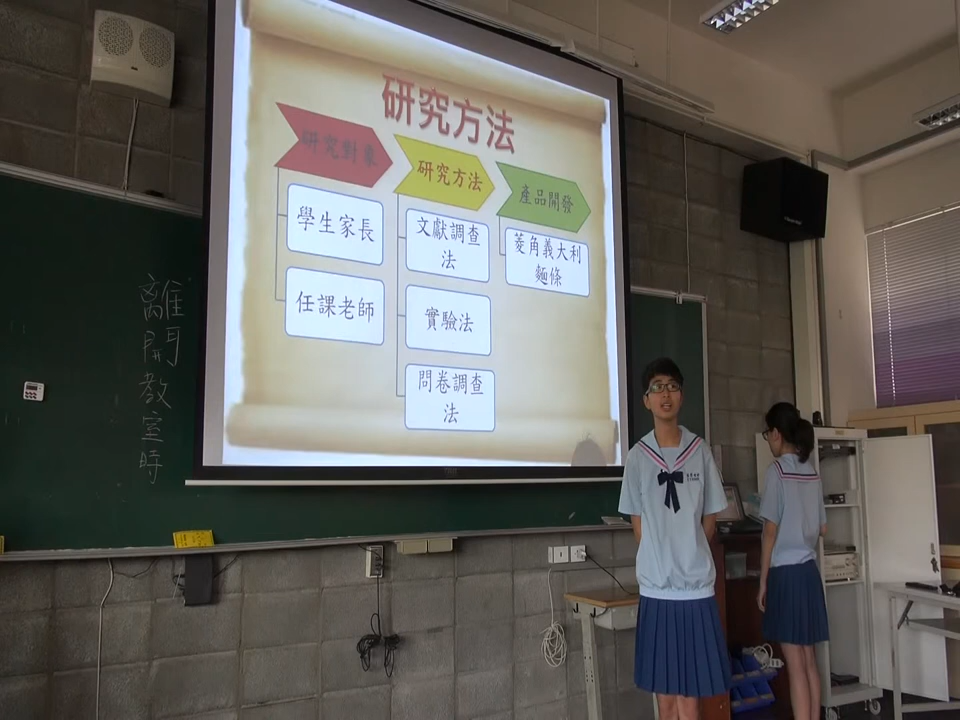 研究方法
研究對象
研究方法
產品開發
學生家長
任課老師
文獻調查
法
實驗法
問卷調查
法
菱角義大利
麵條
離開教室時